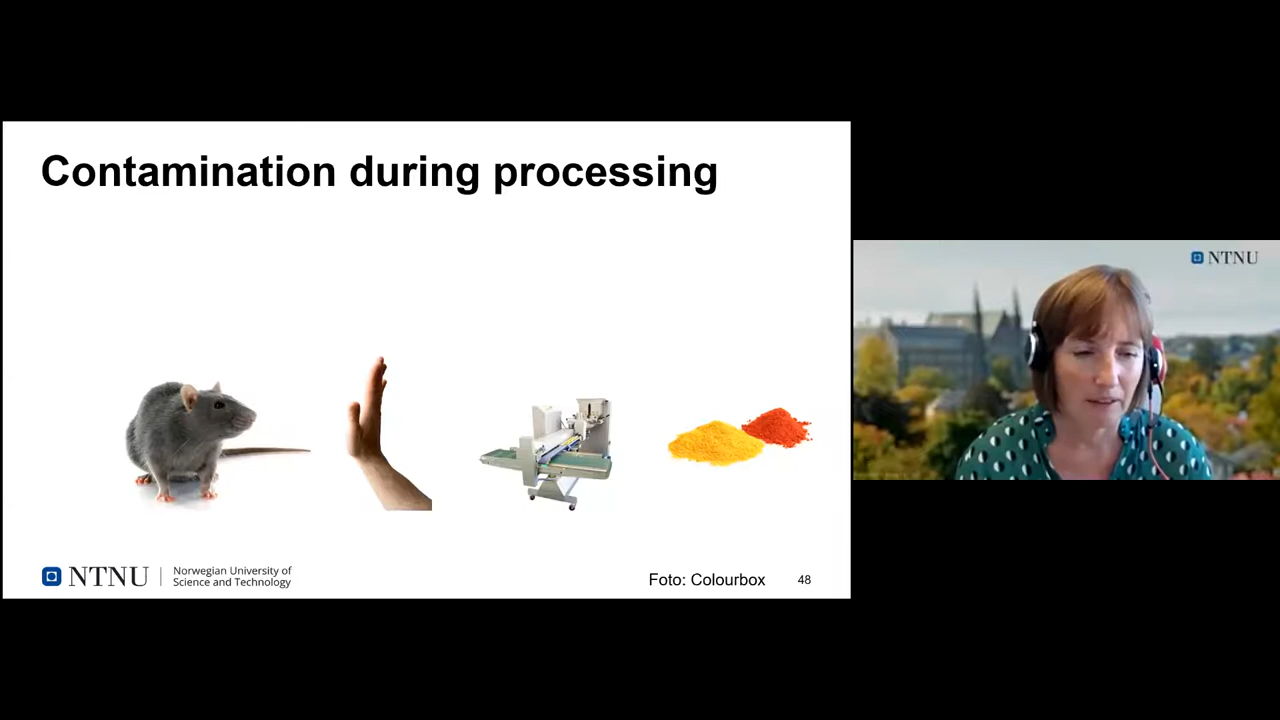 Contamination during processing
NTNU
Norwegian University of
Science and Technology
Foto: Colourbox
48
NTNU